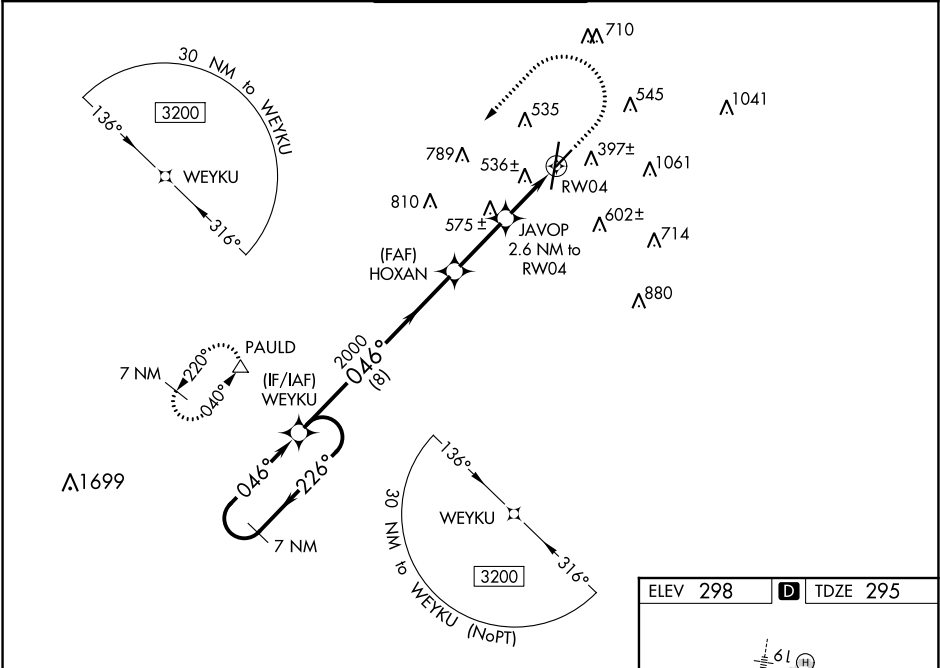 710
30 NM to WEYKU
3200
136°
WEYKU
316°
535
545
1041
789
536±
397±
1061
RW04
810
575±
JAVOP
2.6 NM to
RW04
602±
714
(FAF)
HOXAN
880
2000
046°
(8)
PAULD
7 NM
220°
040°
(IF/IAF)
WEYKU
046°
226°
7 NM
1699
136°
WEYKU
316°
3200
30 NM to WEYKU (NoPT)
ELEV 298
D
TDZE 295
19
H